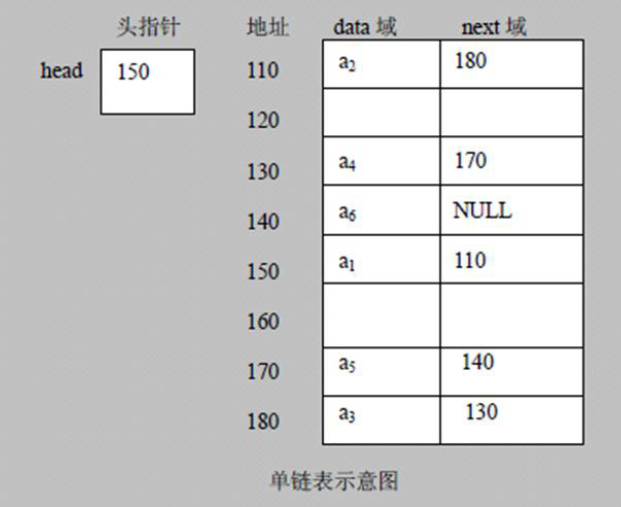 头指针 地址 data 域 next 域
head 150 110 a₂ 180
120
130 a₄ 170
140 a₆ NULL
150 a₁ 110
160
170 a₅ 140
180 a₃ 130
单链表示意图